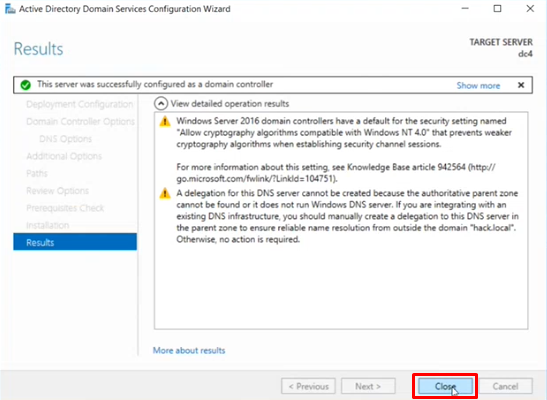 Active Directory Domain Services Configuration Wizard
Results
TARGET SERVER
dc4
This server was successfully configured as a domain controller
Show more
Deployment Configuration
Domain Controller Options
DNS Options
Additional Options
Paths
Review Options
Prerequisites Check
Installation
Results
View detailed operation results
Windows Server 2016 domain controllers have a default for the security setting named
"Allow cryptography algorithms compatible with Windows NT 4.0" that prevents weaker
cryptography algorithms when establishing security channel sessions.
For more information about this setting, see Knowledge Base article 942564 (http://
go.microsoft.com/fwlink/?LinkId=104751).
A delegation for this DNS server cannot be created because the authoritative parent zone
cannot be found or it does not run Windows DNS server. If you are integrating with an
existing DNS infrastructure, you should manually create a delegation to this DNS server in
the parent zone to ensure reliable name resolution from outside the domain "hack.local".
Otherwise, no action is required.
More about results
< Previous
Next >
Close
Cancel